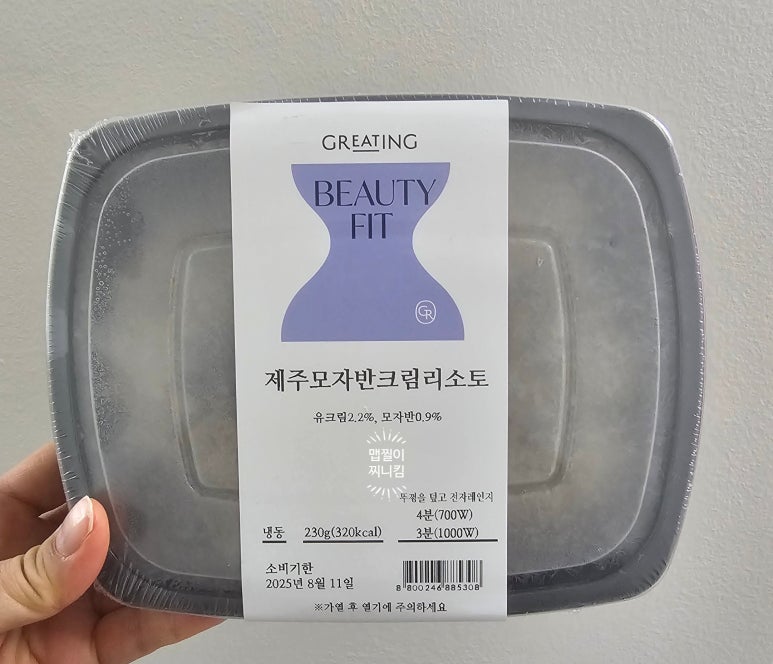 GREATING
BEAUTY
FIT
GR
제주모자반크림리소토
유크림2.2%, 모자반0.9%
맵찔이
찌니킴
뚜껑을 덮고 전자레인지
4분(700W)
냉동 230g(320kcal) 3분(1000W)
소비기한
2025년 8월 11일
8 800246 885308
※가열 후 열기에 주의하세요